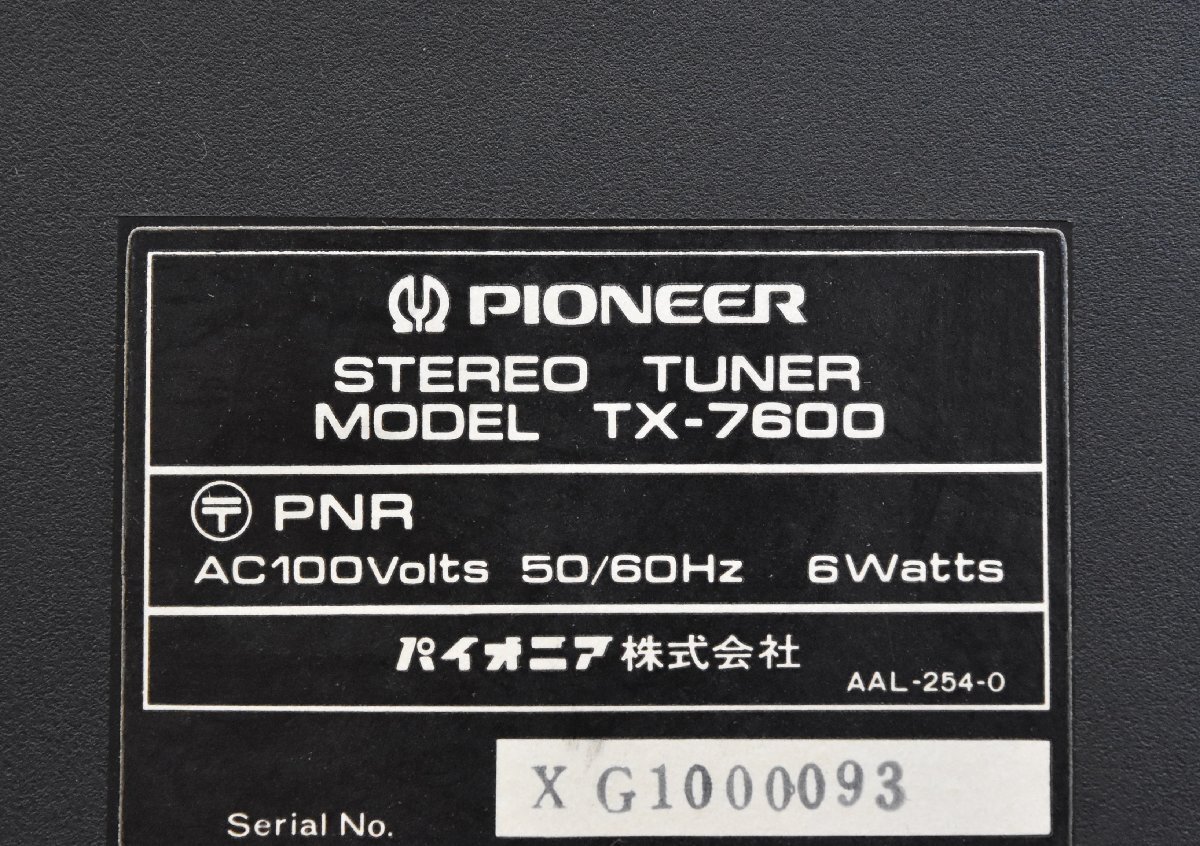 PIONEER
STEREO TUNER
MODEL TX-7600
〒 PNR
AC100Volts 50/60Hz 6Watts
パイオニア株式会社
AAL-254-0
Serial No. XG1000093